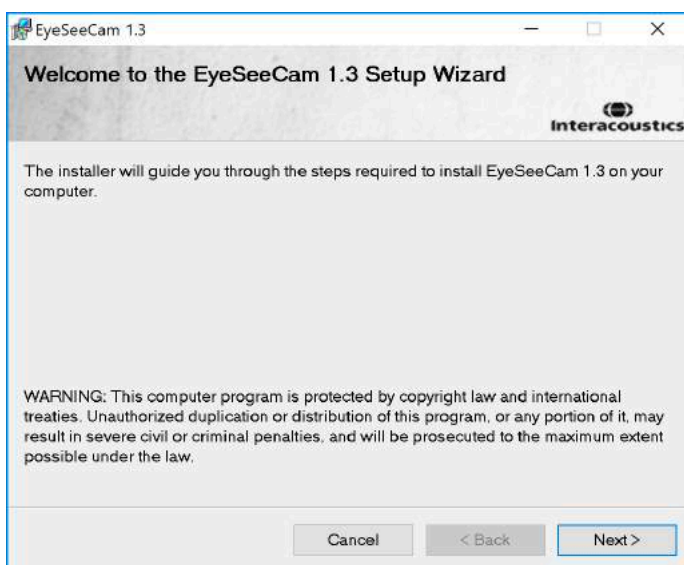 EyeSeeCam 1.3
Welcome to the EyeSeeCam 1.3 Setup Wizard
Interacoustics
The installer will guide you through the steps required to install EyeSeeCam 1.3 on your
computer.
WARNING: This computer program is protected by copyright law and international
treaties. Unauthorized duplication or distribution of this program, or any portion of it, may
result in severe civil or criminal penalties, and will be prosecuted to the maximum extent
possible under the law.
Cancel < Back Next >